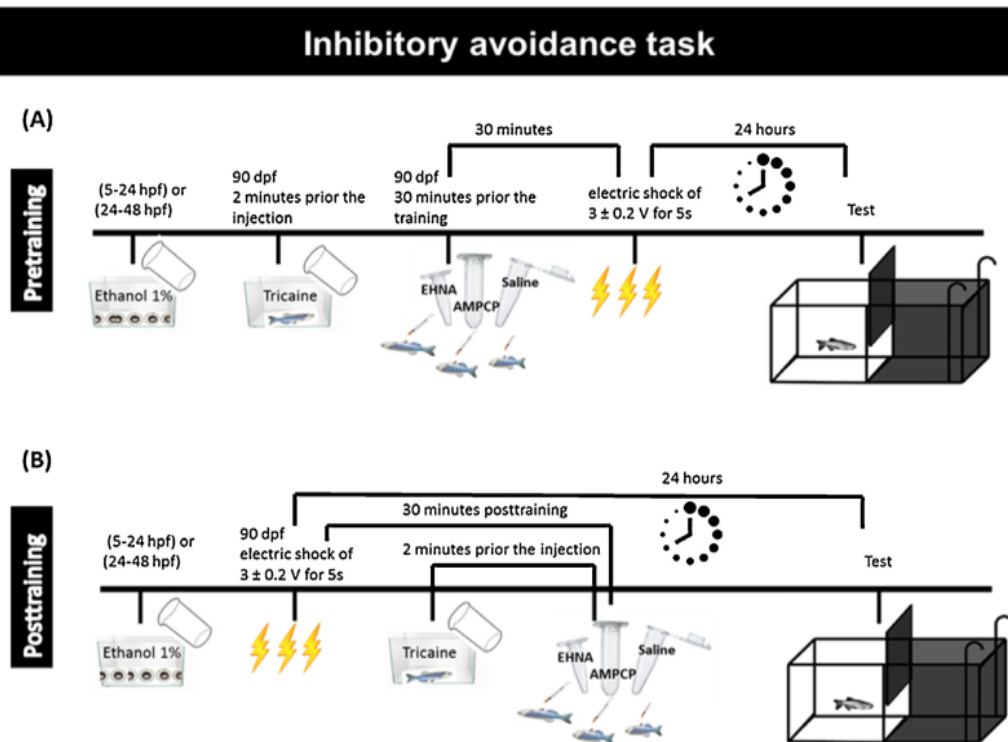 Inhibitory avoidance task
(A)
Pretraining
30 minutes
24 hours
(5-24 hpf) or
(24-48 hpf)
90 dpf
2 minutes prior the
injection
90 dpf
30 minutes prior the
training
electric shock of
3 ± 0.2 V for 5s
Test
Ethanol 1%
Tricaine
EHNA
AMPCP
Saline
(B)
Posttraining
24 hours
30 minutes posttraining
2 minutes prior the injection
(5-24 hpf) or
(24-48 hpf)
90 dpf
electric shock of
3 ± 0.2 V for 5s
Test
Ethanol 1%
Tricaine
EHNA
AMPCP
Saline